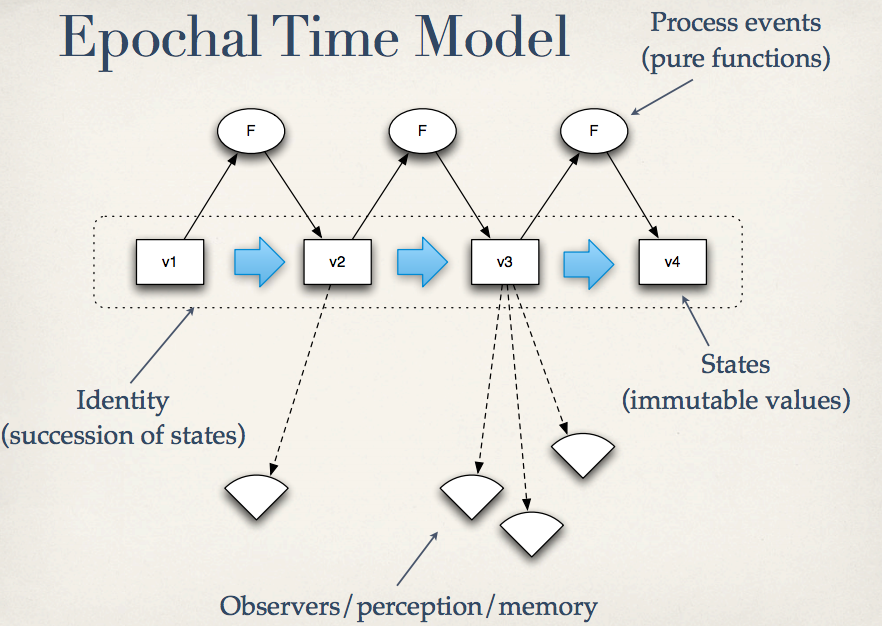 Epochal Time Model
Process events
(pure functions)
F
F
F
v1
v2
v3
v4
Identity
(succession of states)
States
(immutable values)
Observers/perception/memory